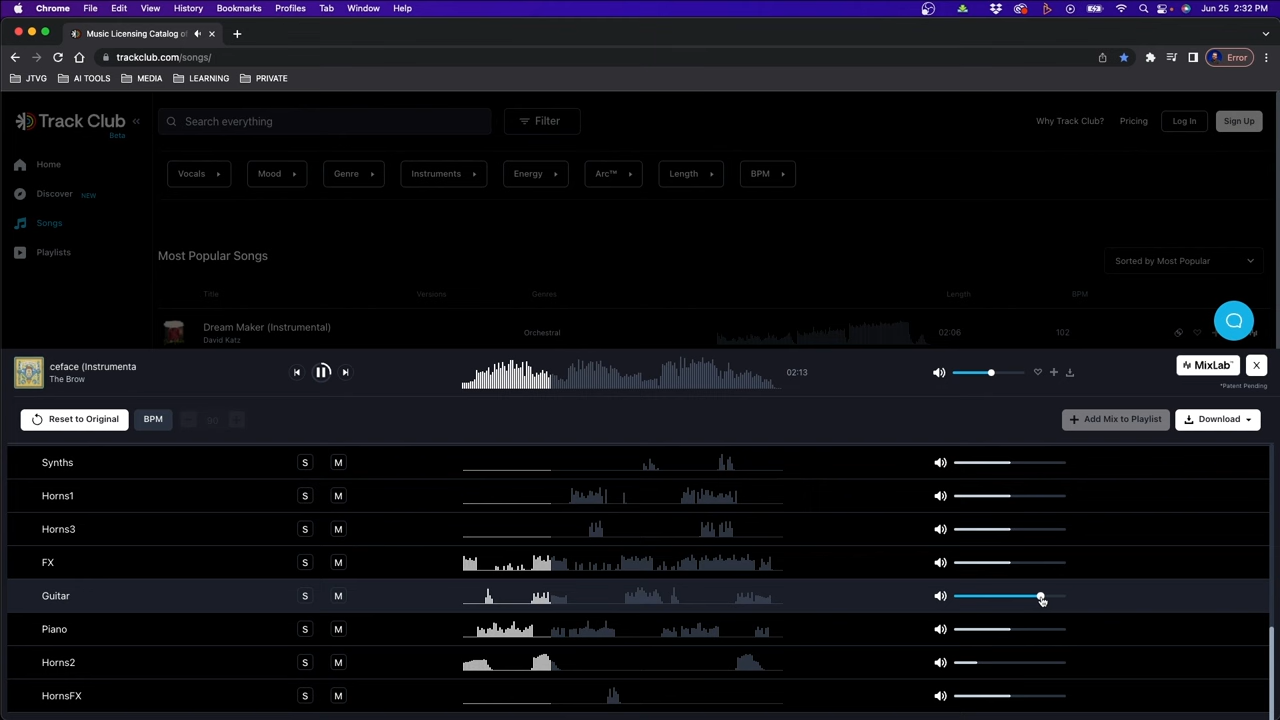 Chrome File Edit View History Bookmarks Profiles Tab Window Help Jun 25 2:32 PM
Music Licensing Catalog of
trackclub.com/songs/ Error
JTVG AI TOOLS MEDIA LEARNING PRIVATE
Track Club Search everything Filter Why Track Club? Pricing Log In Sign Up
Beta
Home Vocals Mood Genre Instruments Energy Arc™ Length BPM
Discover NEW
Songs
Playlists Most Popular Songs Sorted by Most Popular
Title Versions Genres Length BPM
Dream Maker (Instrumental) Orchestral 02:06 102
David Katz
ceface (Instrumenta 02:13 MixLab™ X
The Brow *Patent Pending
Reset to Original BPM 90 Add Mix to Playlist Download
Synths S M
Horns1 S M
Horns3 S M
FX S M
Guitar S M
Piano S M
Horns2 S M
HornsFX S M